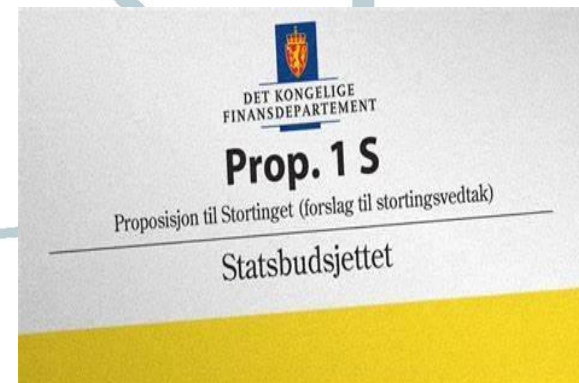 DET KONGELIGE
FINANSDEPARTEMENT
Prop. 1 S
Proposisjon til Stortinget (forslag til stortingsvedtak)
Statsbudsjettet